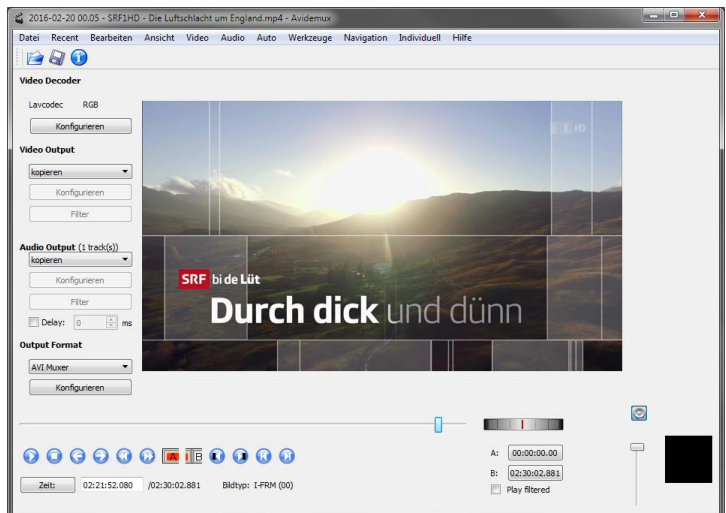 2016-02-20 00.05 - SRF1HD - Die Luftschlacht um England.mp4 - Avidemux
Datei Recent Bearbeiten Ansicht Video Audio Auto Werkzeuge Navigation Individuell Hilfe
Video Decoder
Lavcodec RGB
Konfigurieren
Video Output
kopieren
Konfigurieren
Filter
Audio Output (1 track(s))
kopieren
Konfigurieren
Filter
Delay: 0 ms
Output Format
AVI Muxer
Konfigurieren
SRF bi de Lüt
Durch dick und dünn
A B
A: 00:00:00.00
B: 02:30:02.881
Play filtered
Zeit: 02:21:52.080 /02:30:02.881 Bildtyp: I-FRM (00)